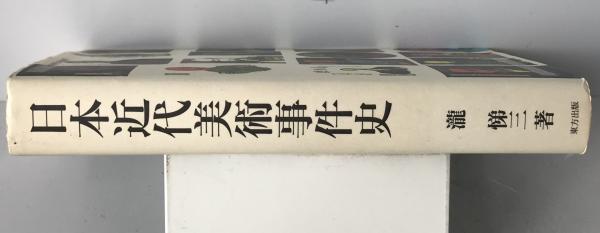 日本近代美術事件史
瀧 悌三 著
東方出版